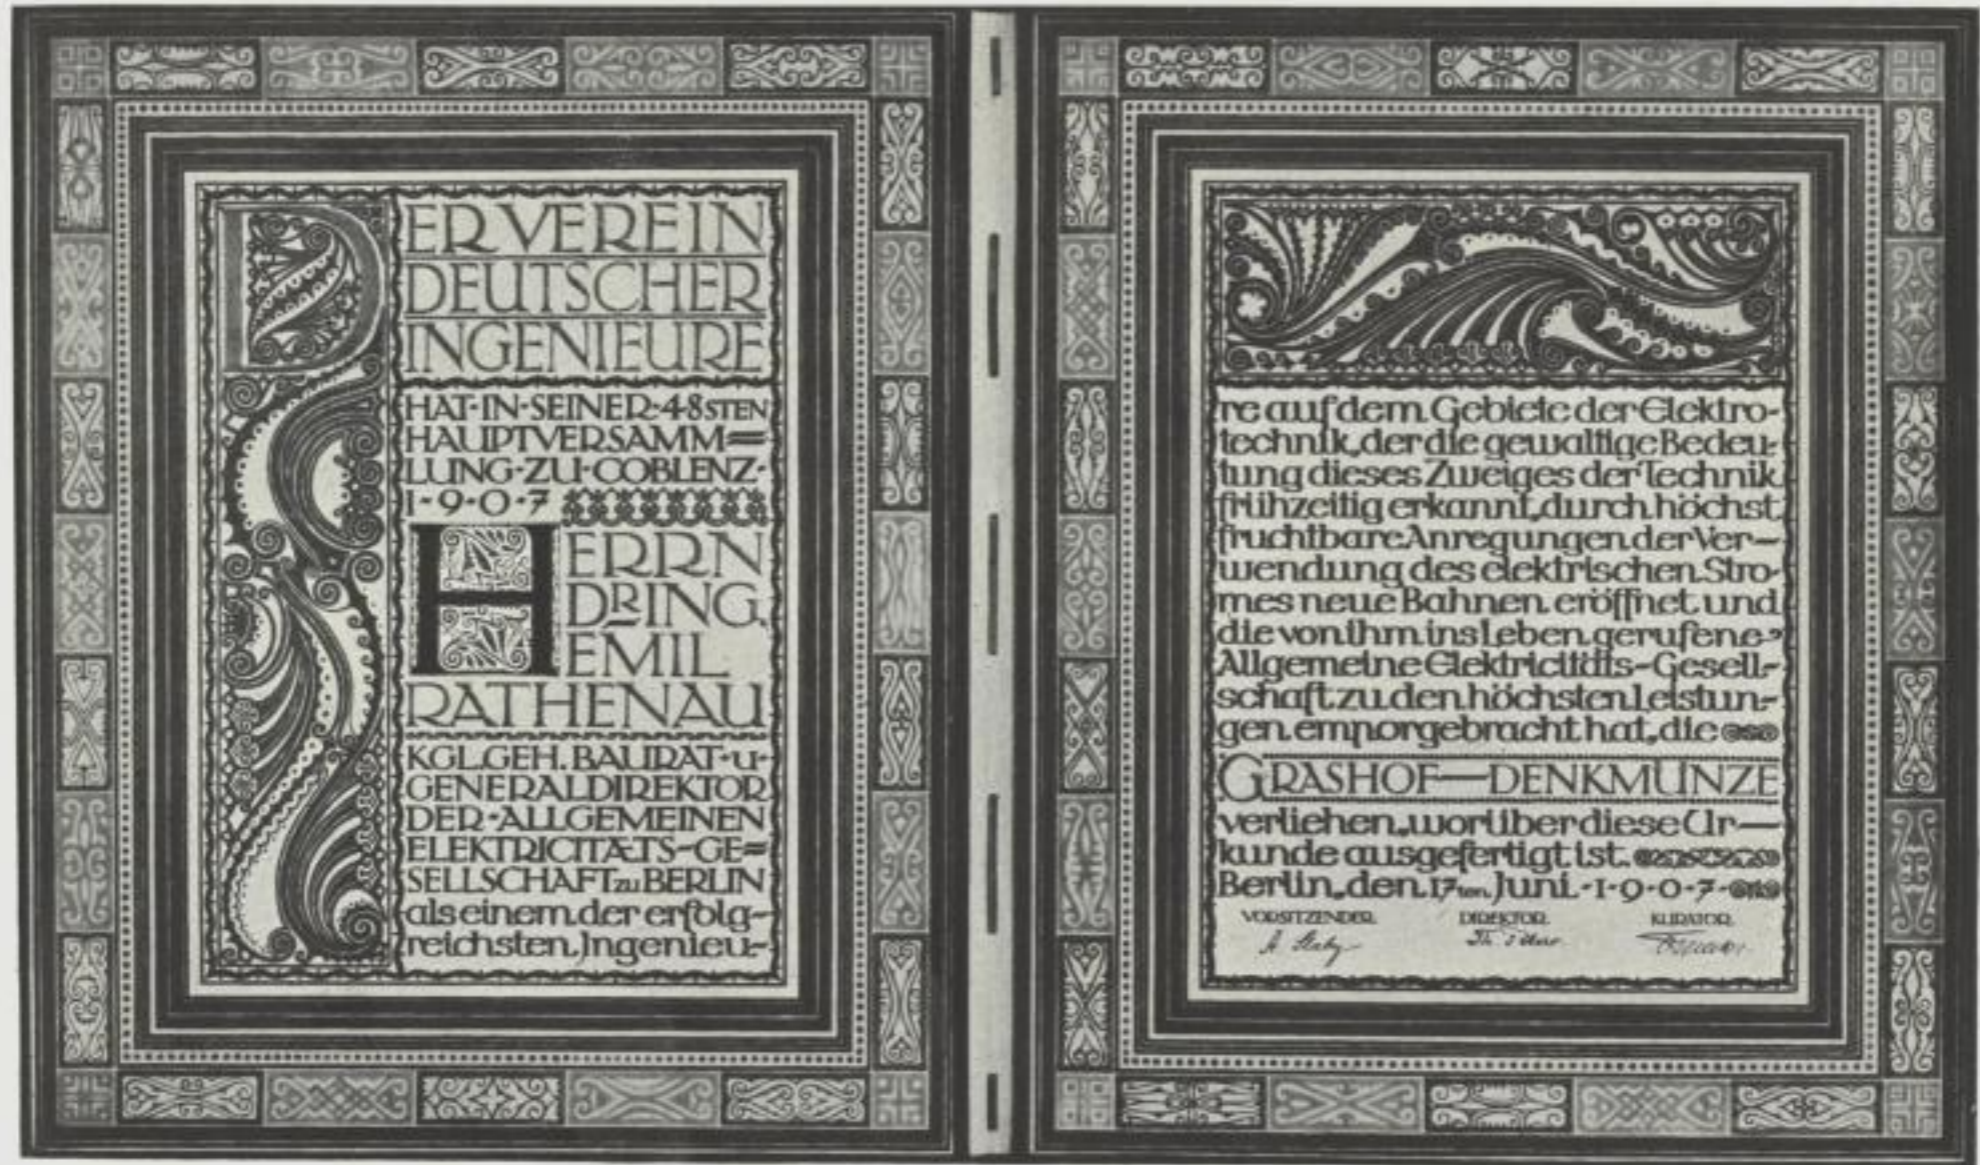 DER VEREIN
DEUTSCHER
INGENIEURE
HAT·IN·SEINER·48STEN
HAUPTVERSAMM=
LUNG·ZU·COBLENZ·
1·9·0·7
HERRN
DR ING.
EMIL
RATHENAU
KGL.GEH. BAURAT·U·
GENERALDIREKTOR
DER·ALLGEMEINEN
ELEKTRICITÆTS-GE=
SELLSCHAFT zu BERLIN
als einem der erfolg-
reichsten Ingenieu-
re auf dem Gebiete der Elektro-
technik, der die gewaltige Bedeu-
tung dieses Zweiges der Technik
frühzeitig erkannt, durch höchst
fruchtbare Anregungen der Ver-
wendung des elektrischen Stro-
mes neue Bahnen eröffnet und
die von ihm ins Leben gerufene
Allgemeine Elektricitäts-Gesell-
schaft zu den höchsten Leistun-
gen emporgebracht hat, die
GRASHOF—DENKMÜNZE
verliehen, worüber diese Ur-
kunde ausgefertigt ist.
Berlin, den 17ten Juni·1·9·0·7·
VORSITZENDER. DIREKTOR. KURATOR.
A Slaby